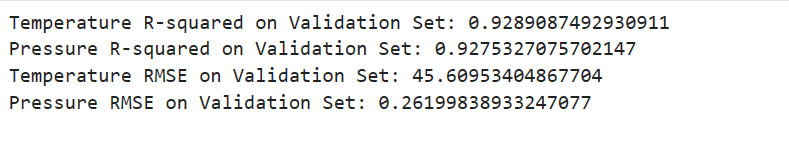 Temperature R-squared on Validation Set: 0.9289087492930911
Pressure R-squared on Validation Set: 0.9275327075702147
Temperature RMSE on Validation Set: 45.60953404867704
Pressure RMSE on Validation Set: 0.26199838933247077